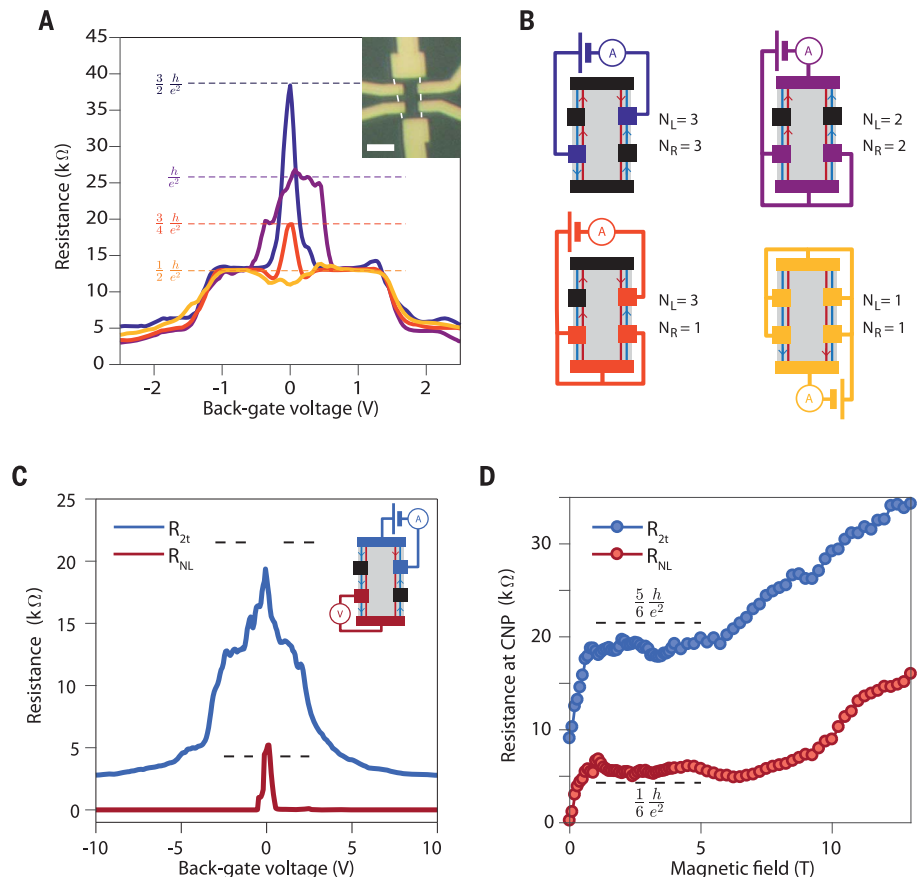 A
45
40
35
30
25
20
15
10
5
0
Resistance (kΩ)
3/2 h/e²
h/e²
3/4 h/e²
1/2 h/e²
-2
-1
0
1
2
Back-gate voltage (V)
B
A
N_L = 3
N_R = 3
A
N_L = 2
N_R = 2
A
N_L = 3
N_R = 1
N_L = 1
N_R = 1
A
C
25
20
15
10
5
0
Resistance (kΩ)
R_2t
R_NL
A
V
-10
-5
0
5
10
Back-gate voltage (V)
D
30
20
10
0
Resistance at CNP (kΩ)
R_2t
R_NL
5/6 h/e²
1/6 h/e²
0
5
10
Magnetic field (T)